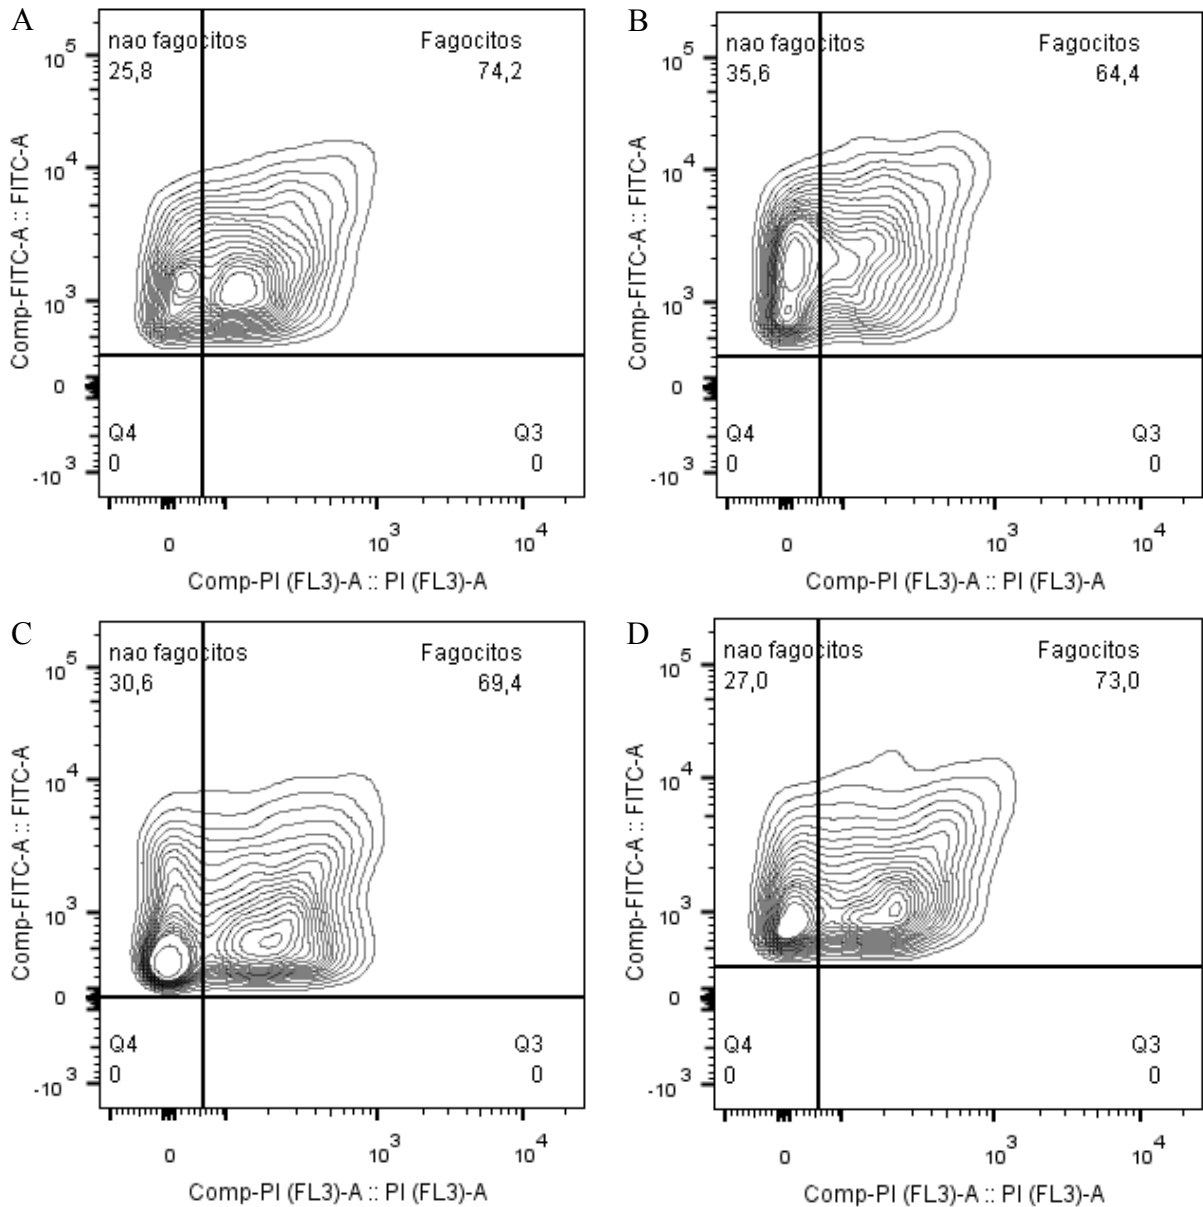 A
nao fagocitos
25,8
Fagocitos
74,2
10 5
10 4
10 3
0
-10 3
Comp-FITC-A :: FITC-A
Q4
0
Q3
0
0
10 3
10 4
Comp-PI (FL3)-A :: PI (FL3)-A
B
nao fagocitos
35,6
Fagocitos
64,4
10 5
10 4
10 3
0
-10 3
Comp-FITC-A :: FITC-A
Q4
0
Q3
0
0
10 3
10 4
Comp-PI (FL3)-A :: PI (FL3)-A
C
nao fagocitos
30,6
Fagocitos
69,4
10 5
10 4
10 3
0
-10 3
Comp-FITC-A :: FITC-A
Q4
0
Q3
0
0
10 3
10 4
Comp-PI (FL3)-A :: PI (FL3)-A
D
nao fagocitos
27,0
Fagocitos
73,0
10 5
10 4
10 3
0
-10 3
Comp-FITC-A :: FITC-A
Q4
0
Q3
0
0
10 3
10 4
Comp-PI (FL3)-A :: PI (FL3)-A